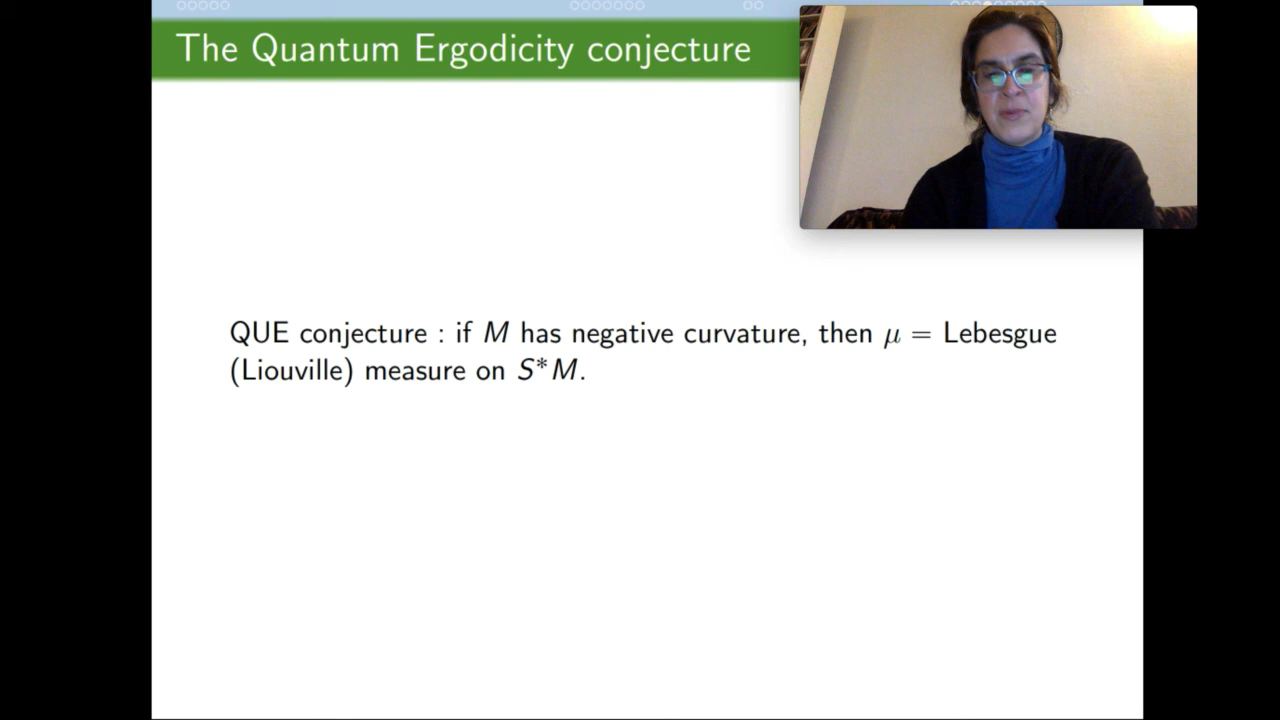 The Quantum Ergodicity conjecture
QUE conjecture : if M has negative curvature, then μ = Lebesgue
(Liouville) measure on S*M.